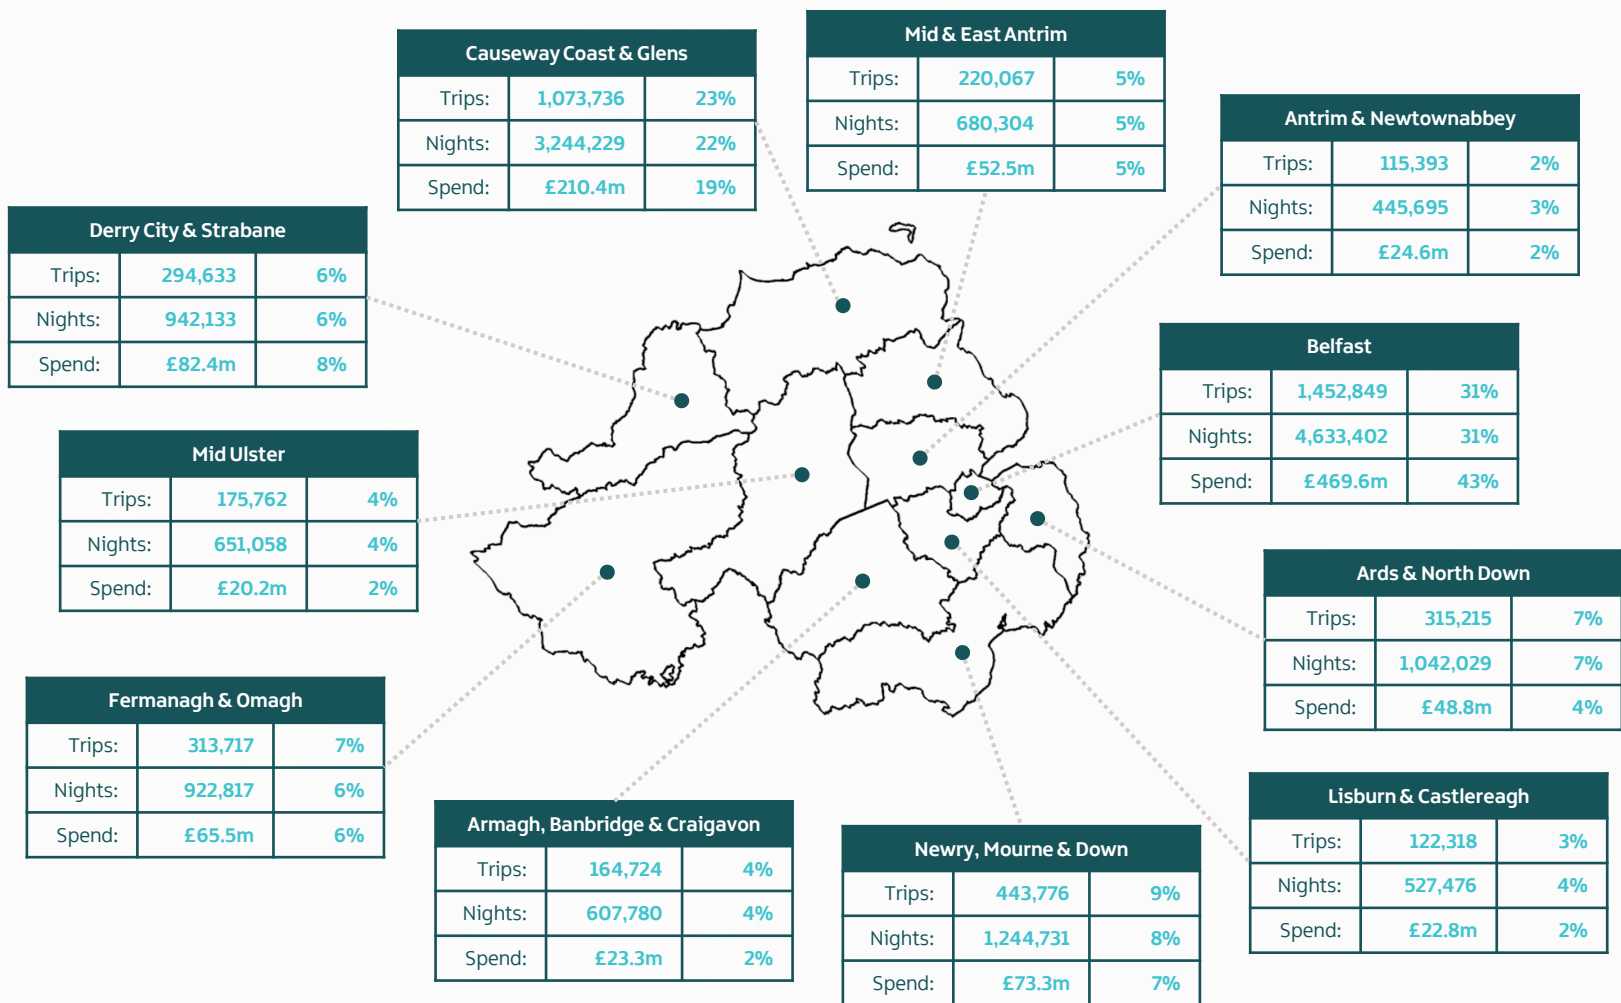 Causeway Coast & Glens
Trips: 1,073,736 23%
Nights: 3,244,229 22%
Spend: £210.4m 19%
Mid & East Antrim
Trips: 220,067 5%
Nights: 680,304 5%
Spend: £52.5m 5%
Antrim & Newtownabbey
Trips: 115,393 2%
Nights: 445,695 3%
Spend: £24.6m 2%
Derry City & Strabane
Trips: 294,633 6%
Nights: 942,133 6%
Spend: £82.4m 8%
Belfast
Trips: 1,452,849 31%
Nights: 4,633,402 31%
Spend: £469.6m 43%
Mid Ulster
Trips: 175,762 4%
Nights: 651,058 4%
Spend: £20.2m 2%
Ards & North Down
Trips: 315,215 7%
Nights: 1,042,029 7%
Spend: £48.8m 4%
Fermanagh & Omagh
Trips: 313,717 7%
Nights: 922,817 6%
Spend: £65.5m 6%
Armagh, Banbridge & Craigavon
Trips: 164,724 4%
Nights: 607,780 4%
Spend: £23.3m 2%
Newry, Mourne & Down
Trips: 443,776 9%
Nights: 1,244,731 8%
Spend: £73.3m 7%
Lisburn & Castlereagh
Trips: 122,318 3%
Nights: 527,476 4%
Spend: £22.8m 2%